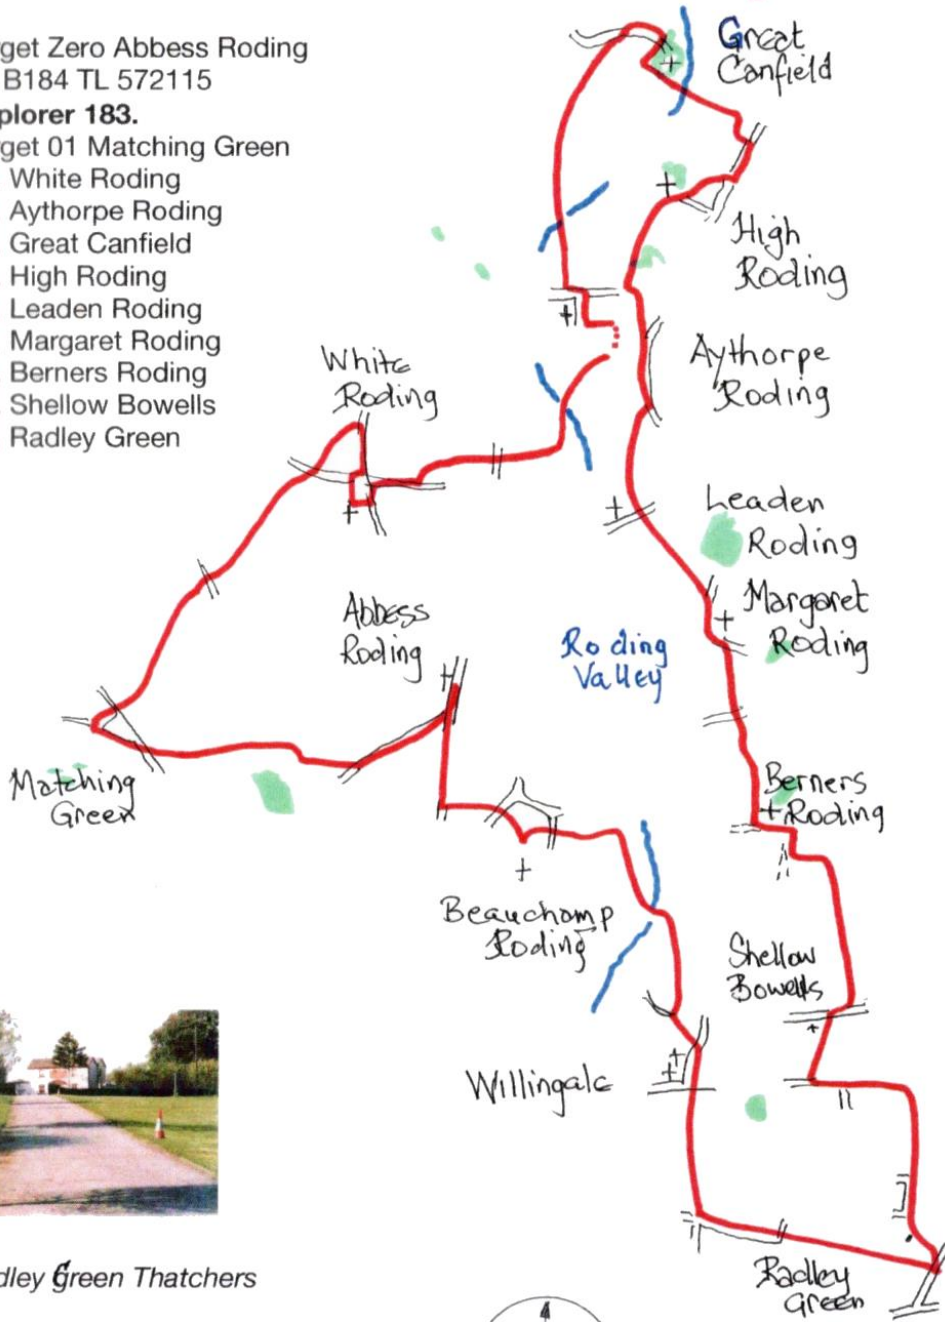 rget Zero Abbess Roding
B184 TL 572115
plorer 183.
rget 01 Matching Green
White Roding
Aythorpe Roding
Great Canfield
High Roding
Leaden Roding
Margaret Roding
Berners Roding
Shellow Bowells
Radley Green
Great
Canfield
High
Roding
White
Roding
Aythorpe
Roding
Leaden
Roding
Abbess
Roding
Roding
Valley
Margaret
Roding
Matching
Green
Berners
Roding
Beauchamp
Roding
Shellow
Bowells
Willingale
Radley
Green
dley Green Thatchers
4